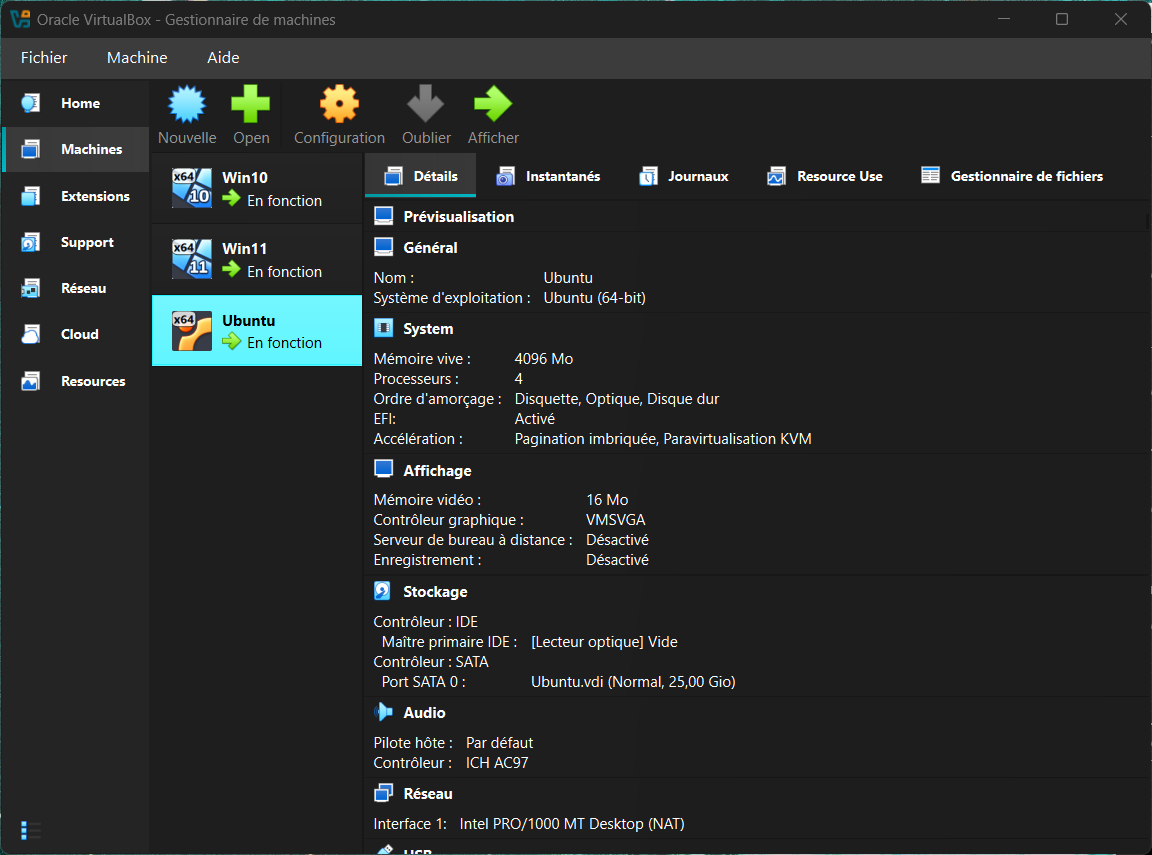 Oracle VirtualBox - Gestionnaire de machines
Fichier Machine Aide
Home
Machines
Extensions
Support
Réseau
Cloud
Resources
Nouvelle Open Configuration Oublier Afficher
x64 10 Win10
En fonction
x64 11 Win11
En fonction
x64 Ubuntu
En fonction
Détails Instantanés Journaux Resource Use Gestionnaire de fichiers
Prévisualisation
Général
Nom : Ubuntu
Système d'exploitation : Ubuntu (64-bit)
System
Mémoire vive : 4096 Mo
Processeurs : 4
Ordre d'amorçage : Disquette, Optique, Disque dur
EFI: Activé
Accélération : Pagination imbriquée, Paravirtualisation KVM
Affichage
Mémoire vidéo : 16 Mo
Contrôleur graphique : VMSVGA
Serveur de bureau à distance : Désactivé
Enregistrement : Désactivé
Stockage
Contrôleur : IDE
Maître primaire IDE : [Lecteur optique] Vide
Contrôleur : SATA
Port SATA 0 : Ubuntu.vdi (Normal, 25,00 Gio)
Audio
Pilote hôte : Par défaut
Contrôleur : ICH AC97
Réseau
Interface 1: Intel PRO/1000 MT Desktop (NAT)
USB